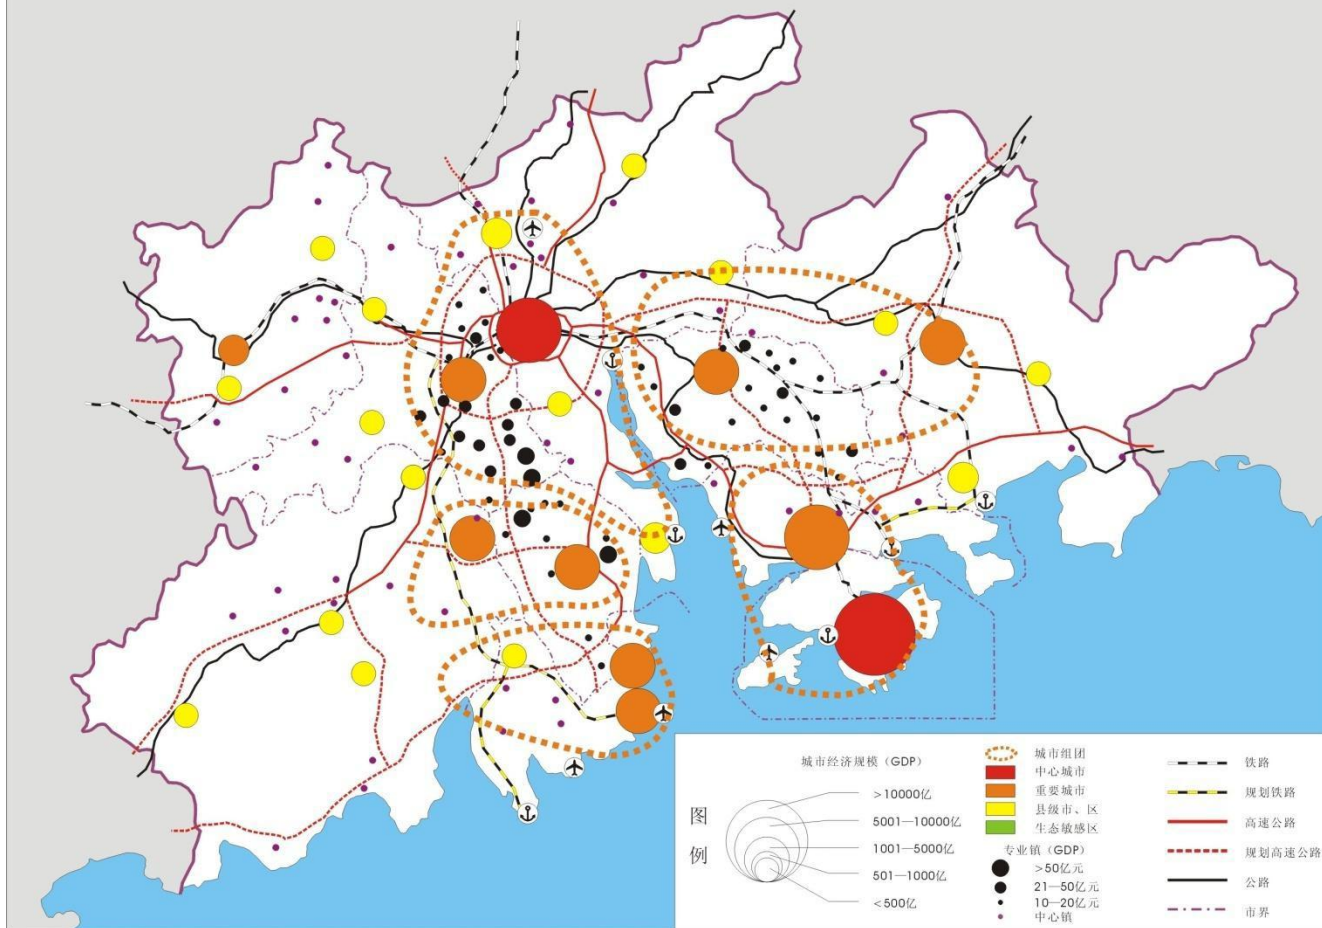 图
例
城市经济规模（GDP）
>10000亿
5001—10000亿
1001—5000亿
501—1000亿
<500亿
城市组团
中心城市
重要城市
县级市、区
生态敏感区
专业镇（GDP）
>50亿元
21—50亿元
10—20亿元
中心镇
铁路
规划铁路
高速公路
规划高速公路
公路
市界